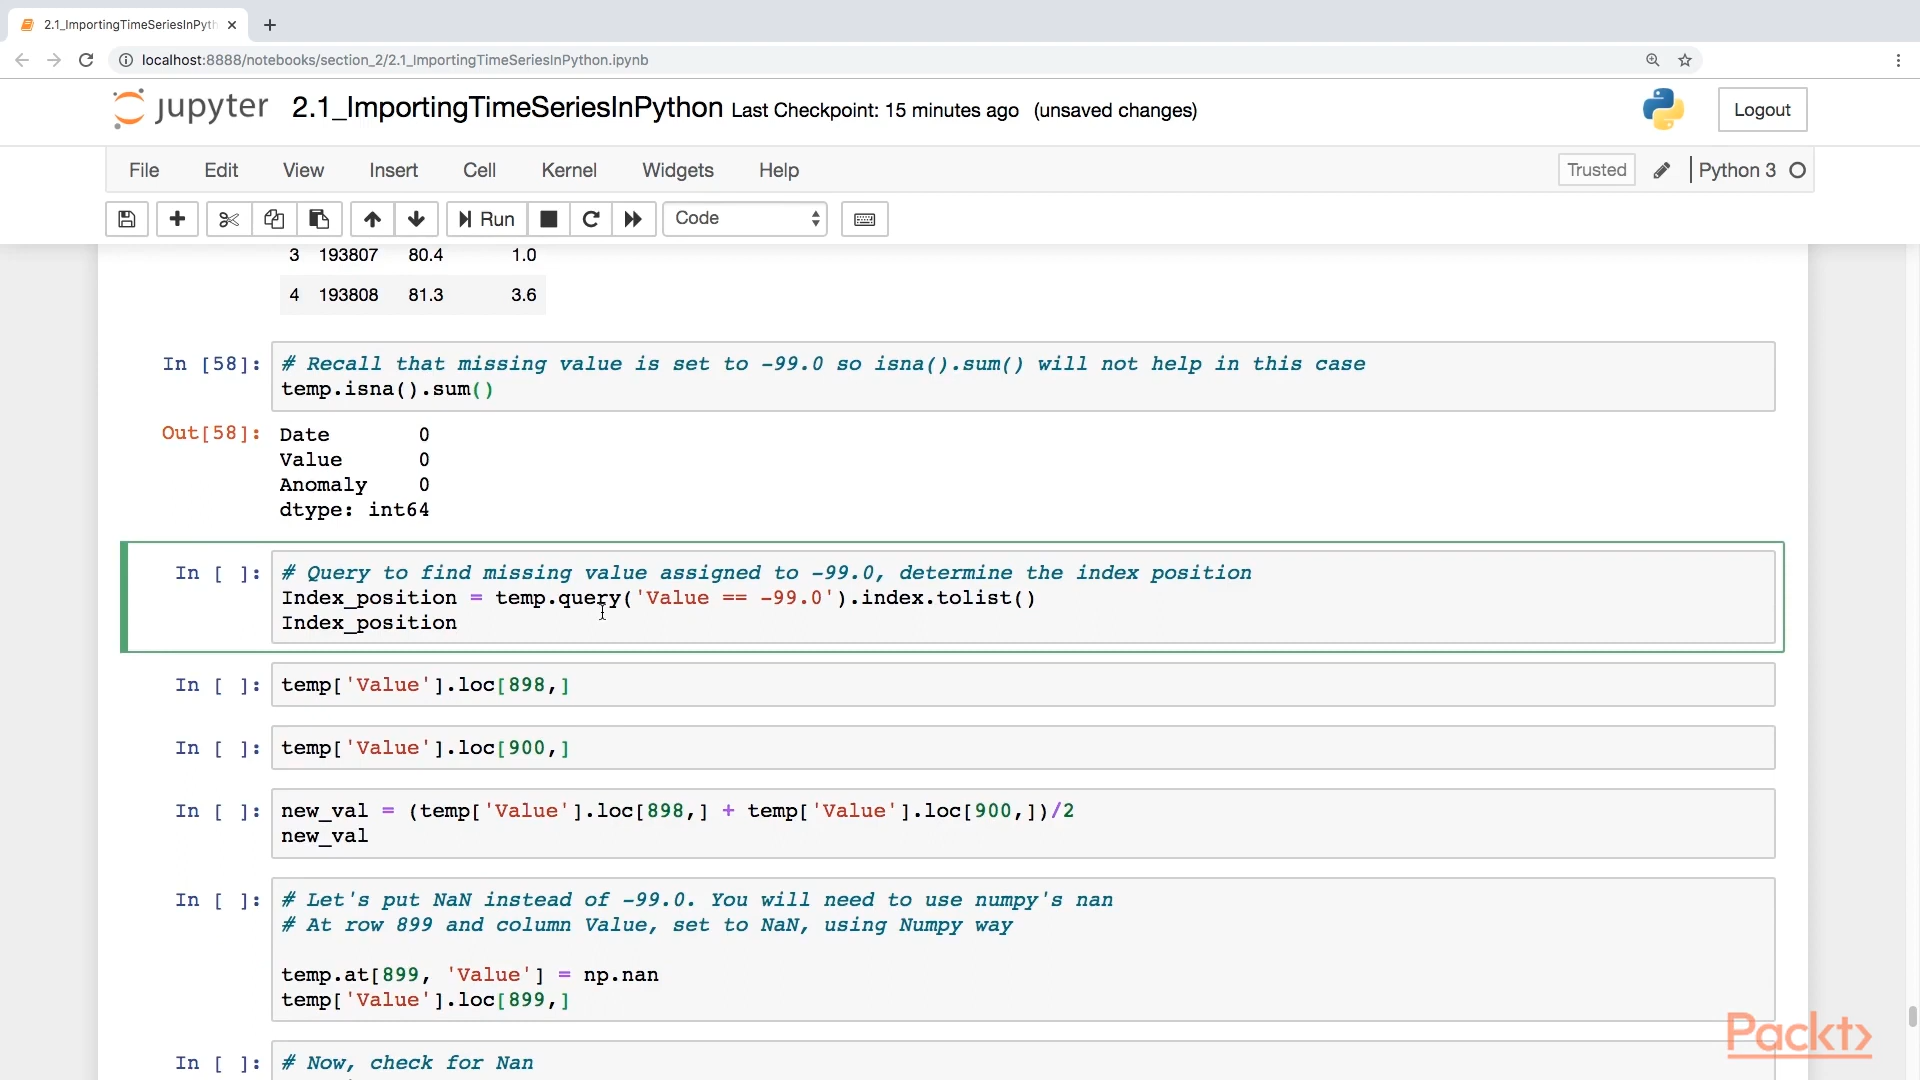 2.1_ImportingTimeSeriesInPyth
localhost:8888/notebooks/section_2/2.1_ImportingTimeSeriesInPython.ipynb
jupyter 2.1_ImportingTimeSeriesInPython Last Checkpoint: 15 minutes ago (unsaved changes)
Logout
File Edit View Insert Cell Kernel Widgets Help Trusted Python 3
Run Code
3 193807 80.4 1.0
4 193808 81.3 3.6
In [58]: # Recall that missing value is set to -99.0 so isna().sum() will not help in this case
temp.isna().sum()
Out[58]: Date 0
Value 0
Anomaly 0
dtype: int64
In [ ]: # Query to find missing value assigned to -99.0, determine the index position
Index_position = temp.query('Value == -99.0').index.tolist()
Index_position
In [ ]: temp['Value'].loc[898,]
In [ ]: temp['Value'].loc[900,]
In [ ]: new_val = (temp['Value'].loc[898,] + temp['Value'].loc[900,])/2
new_val
In [ ]: # Let's put NaN instead of -99.0. You will need to use numpy's nan
# At row 899 and column Value, set to NaN, using Numpy way
temp.at[899, 'Value'] = np.nan
temp['Value'].loc[899,]
Packt>
In [ ]: # Now, check for Nan